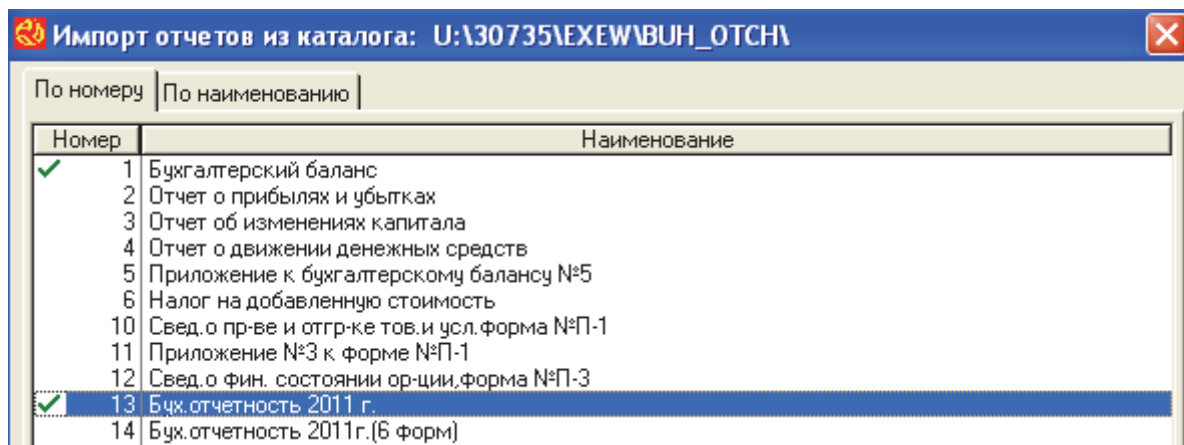 Импорт отчетов из каталога: U:\30735\EXEW\BUH_OTCH\
По номеру По наименованию
Номер Наименование
1 Бухгалтерский баланс
2 Отчет о прибылях и убытках
3 Отчет об изменениях капитала
4 Отчет о движении денежных средств
5 Приложение к бухгалтерскому балансу №5
6 Налог на добавленную стоимость
10 Свед.о пр-ве и отгр-ке тов.и усл.форма №П-1
11 Приложение №3 к форме №П-1
12 Свед.о фин. состоянии ор-ции,форма №П-3
13 Бух.отчетность 2011 г.
14 Бух.отчетность 2011г.(6 форм)